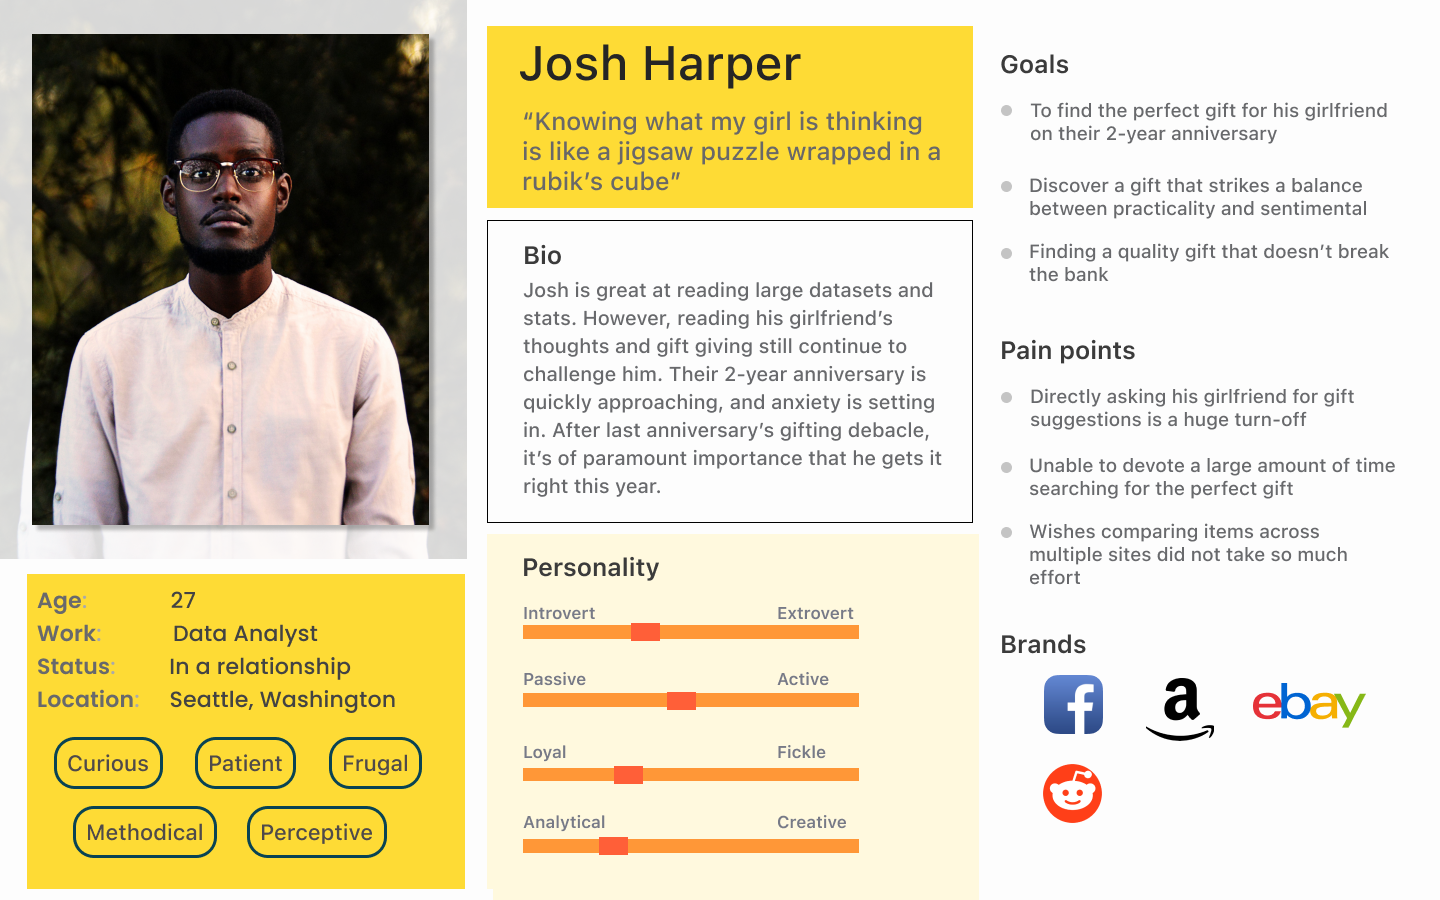 Josh Harper
“Knowing what my girl is thinking
is like a jigsaw puzzle wrapped in a
rubik’s cube”
Bio
Josh is great at reading large datasets and
stats. However, reading his girlfriend’s
thoughts and gift giving still continue to
challenge him. Their 2-year anniversary is
quickly approaching, and anxiety is setting
in. After last anniversary’s gifting debacle,
it’s of paramount importance that he gets it
right this year.
Age: 27
Work: Data Analyst
Status: In a relationship
Location: Seattle, Washington
Curious Patient Frugal
Methodical Perceptive
Personality
Introvert Extrovert
Passive Active
Loyal Fickle
Analytical Creative
Goals
To find the perfect gift for his girlfriend
on their 2-year anniversary
Discover a gift that strikes a balance
between practicality and sentimental
Finding a quality gift that doesn’t break
the bank
Pain points
Directly asking his girlfriend for gift
suggestions is a huge turn-off
Unable to devote a large amount of time
searching for the perfect gift
Wishes comparing items across
multiple sites did not take so much
effort
Brands
f a ebay